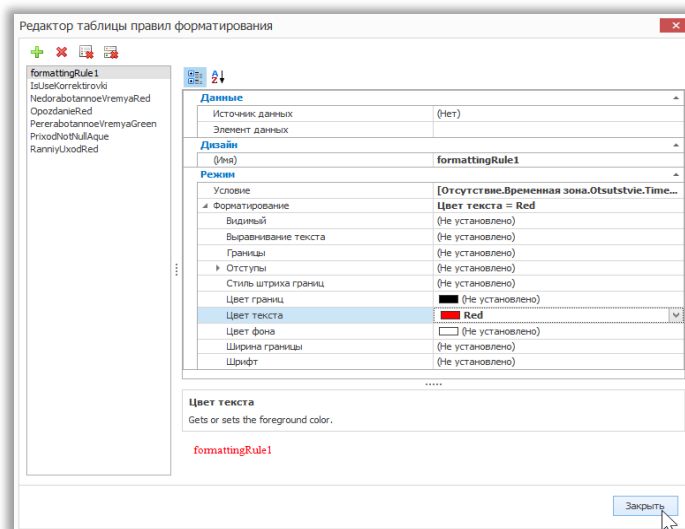 Редактор таблицы правил форматирования
formattingRule1
IsUseKorrektirovki
NedorabotannoeVremyaRed
OpozdanieRed
PererabotannoeVremyaGreen
PrixodNotNullAque
RanniyUxodRed
Данные
Источник данных (Нет)
Элемент данных
Дизайн
(Имя) formattingRule1
Режим
Условие [Отсутствие.Временная зона.Otsutstvie.Time...
Форматирование Цвет текста = Red
Видимый (Не установлено)
Выравнивание текста (Не установлено)
Границы (Не установлено)
Отступы (Не установлено)
Стиль штриха границ (Не установлено)
Цвет границ (Не установлено)
Цвет текста Red
Цвет фона (Не установлено)
Ширина границы (Не установлено)
Шрифт (Не установлено)
Цвет текста
Gets or sets the foreground color.
formattingRule1
Закрыть